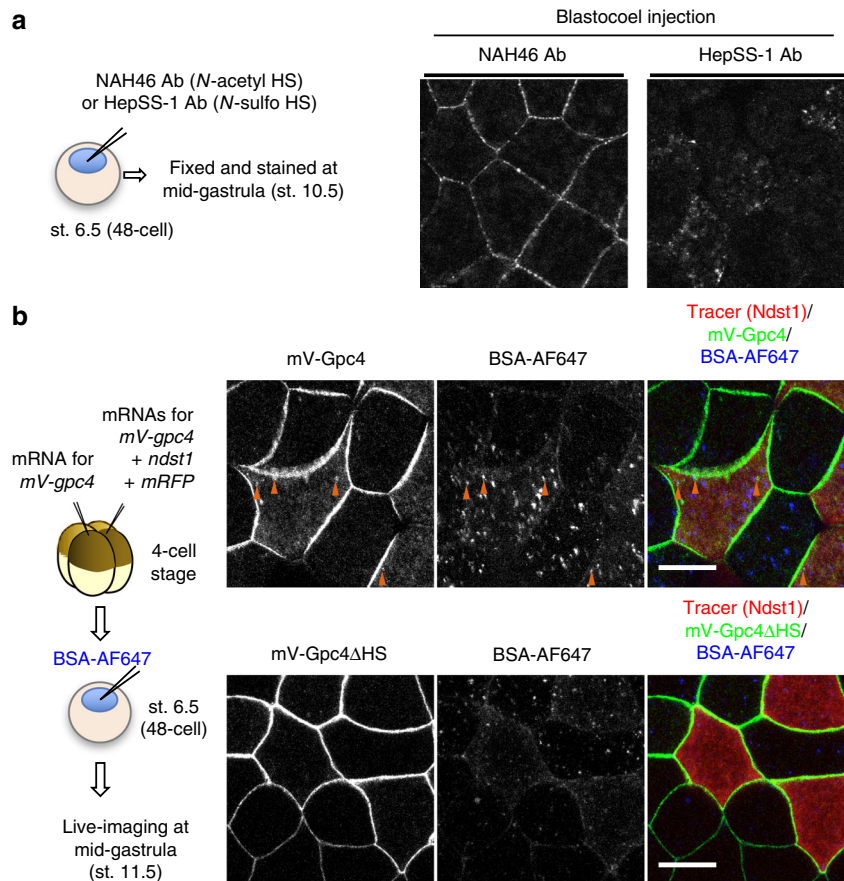 a
Blastocoel injection
NAH46 Ab
HepSS-1 Ab
NAH46 Ab (N-acetyl HS)
or HepSS-1 Ab (N-sulfo HS)
Fixed and stained at
mid-gastrula (st. 10.5)
st. 6.5 (48-cell)
b
mV-Gpc4
BSA-AF647
Tracer (Ndst1)/
mV-Gpc4/
BSA-AF647
mRNA for
mV-gpc4
mRNAs for
mV-gpc4
+ ndst1
+ mRFP
4-cell
stage
BSA-AF647
st. 6.5
(48-cell)
Live-imaging at
mid-gastrula
(st. 11.5)
mV-Gpc4ΔHS
BSA-AF647
Tracer (Ndst1)/
mV-Gpc4ΔHS/
BSA-AF647